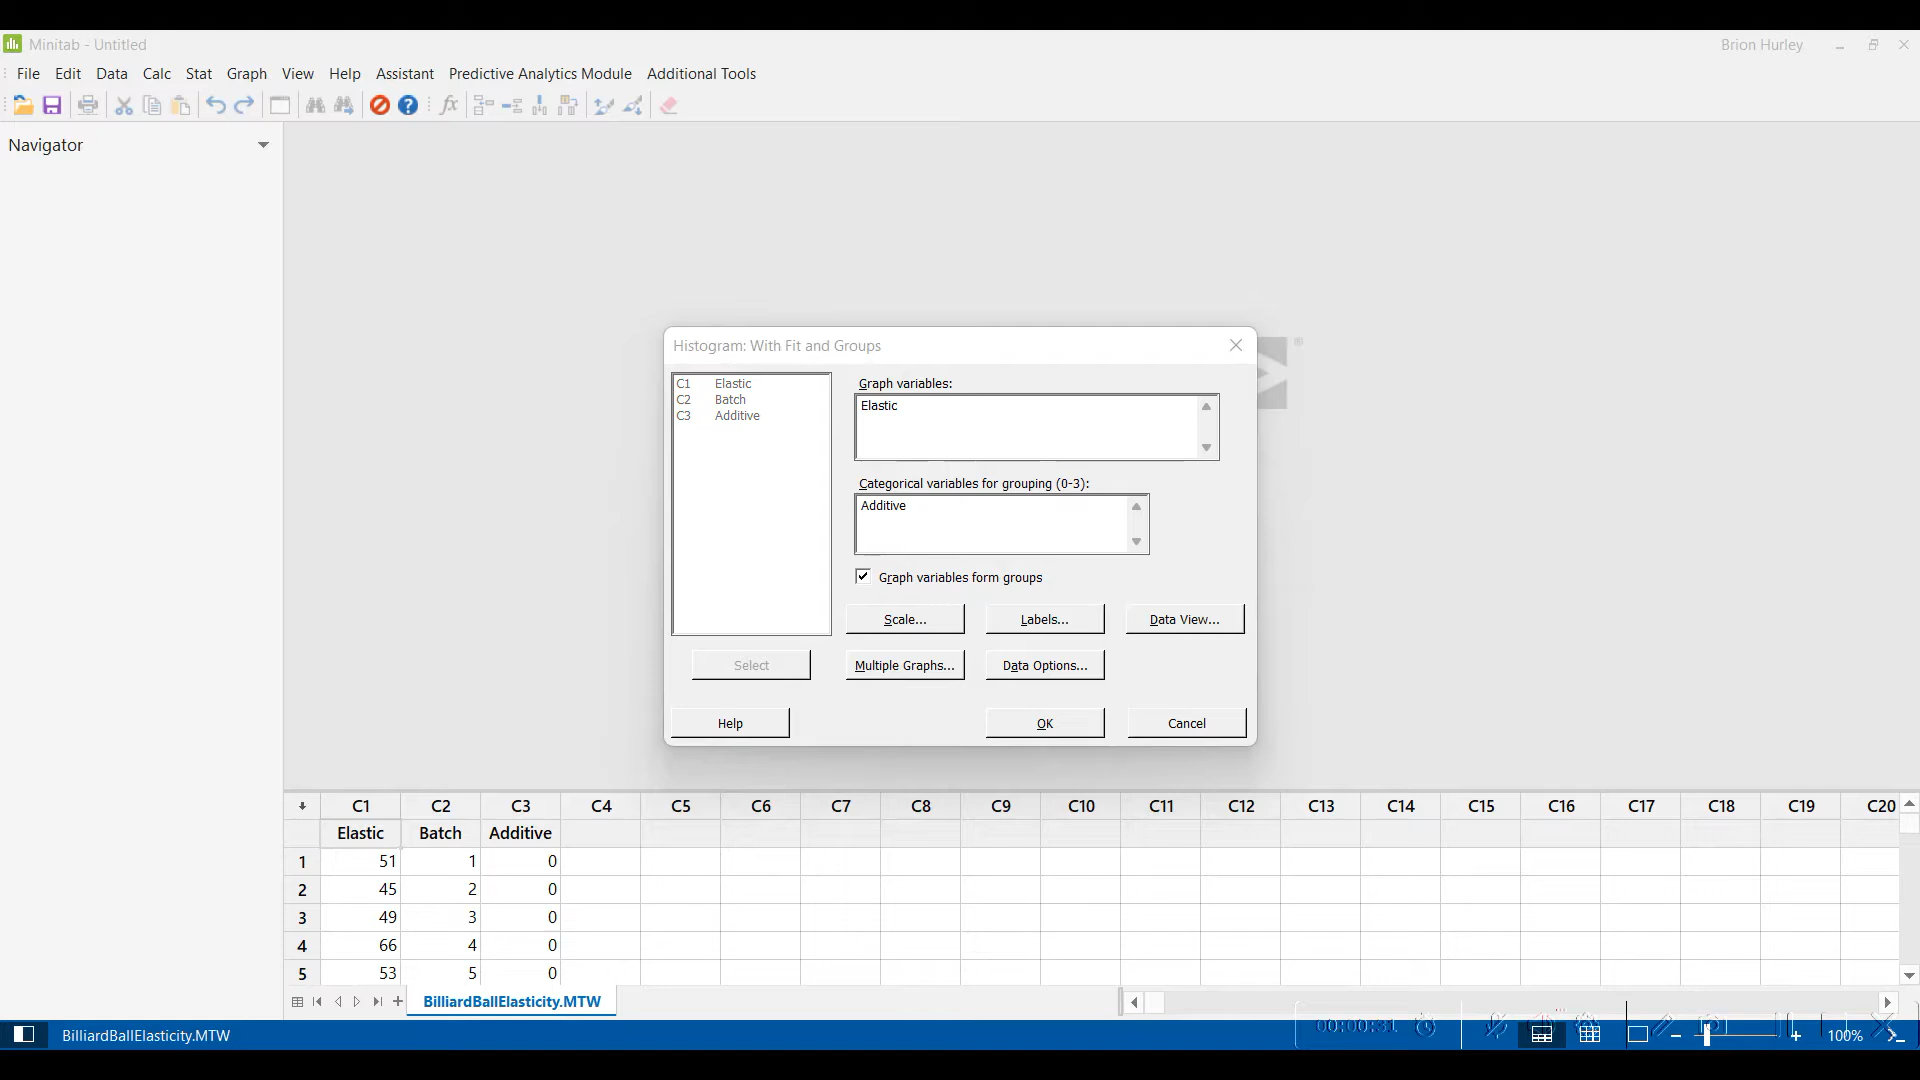 Minitab - Untitled
Brion Hurley
File Edit Data Calc Stat Graph View Help Assistant Predictive Analytics Module Additional Tools
Navigator
Histogram: With Fit and Groups
C1 Elastic
C2 Batch
C3 Additive
Graph variables:
Elastic
Categorical variables for grouping (0-3):
Additive
Graph variables form groups
Scale... Labels... Data View...
Select Multiple Graphs... Data Options...
Help OK Cancel
C1 C2 C3 C4 C5 C6 C7 C8 C9 C10 C11 C12 C13 C14 C15 C16 C17 C18 C19 C20
Elastic Batch Additive
1 51 1 0
2 45 2 0
3 49 3 0
4 66 4 0
5 53 5 0
BilliardBallElasticity.MTW
BilliardBallElasticity.MTW
00:00:31
100%